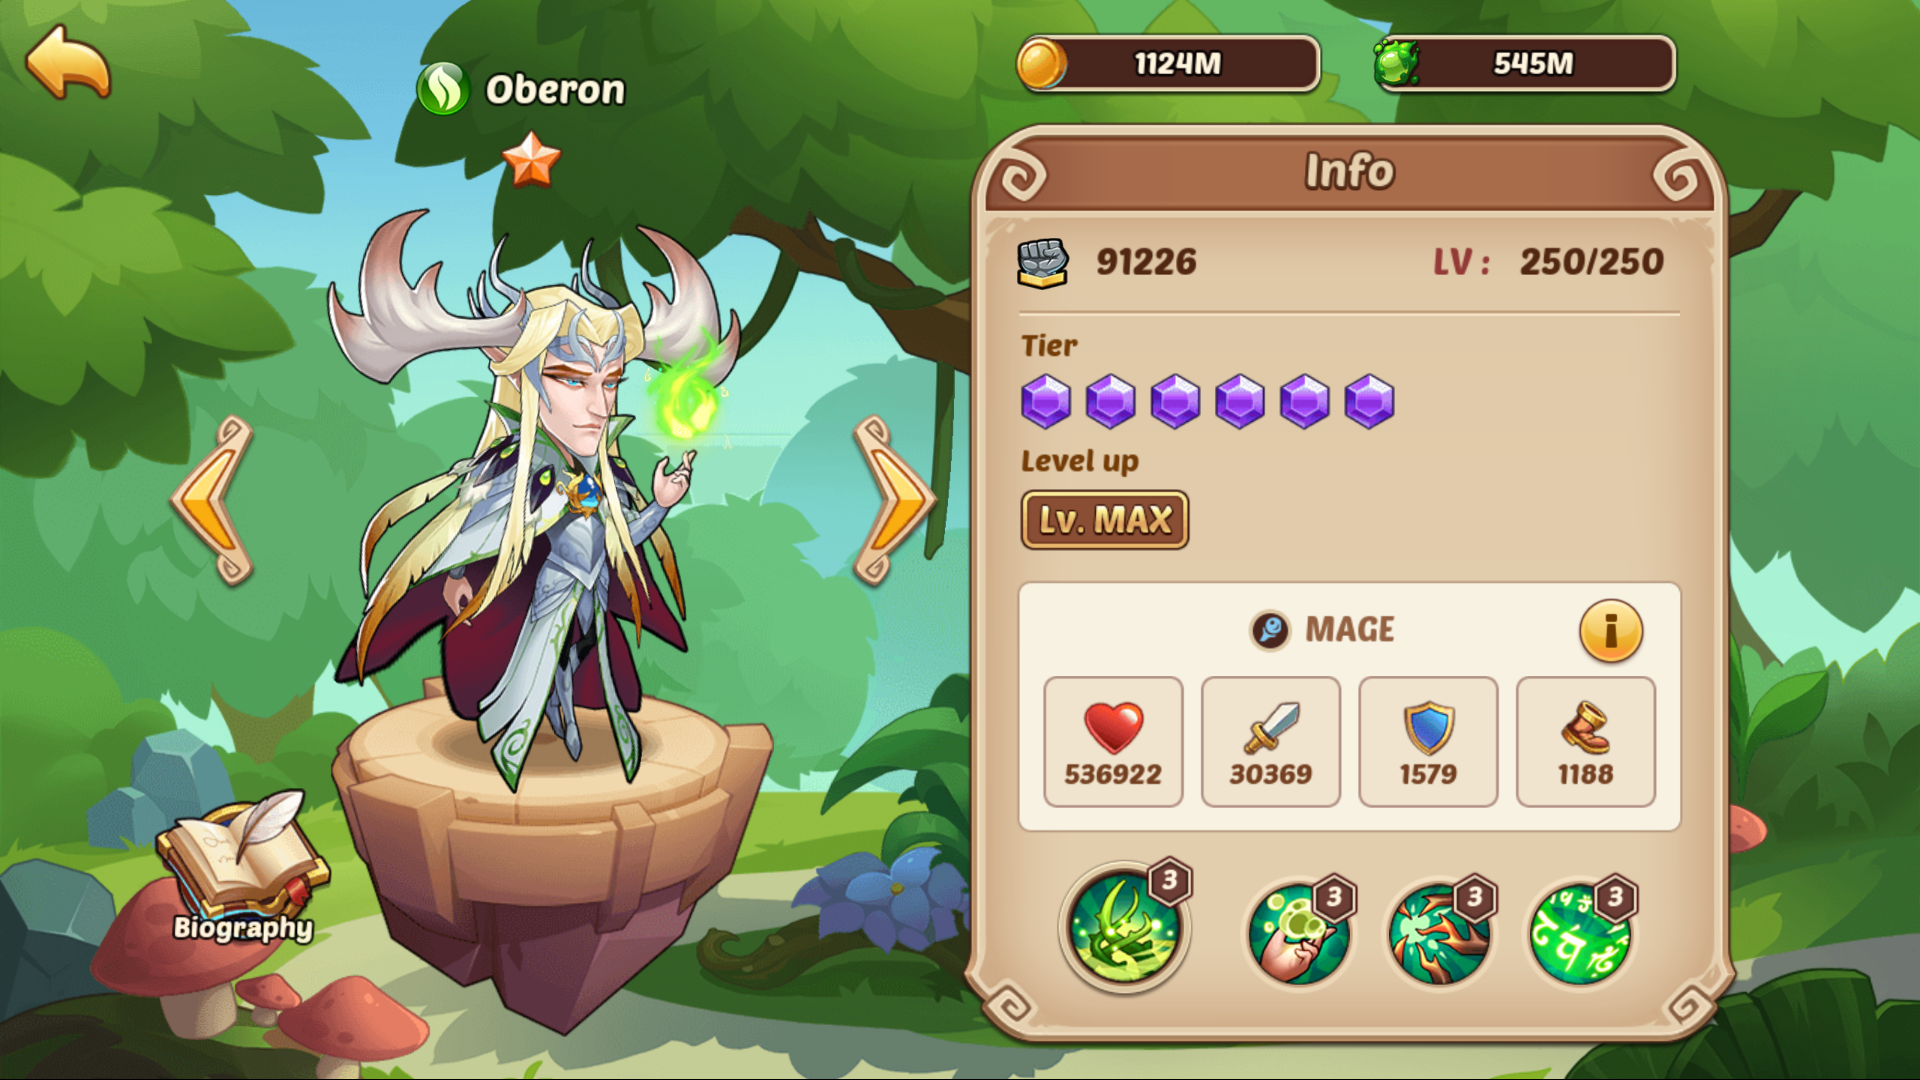 Oberon
1124M
545M
Info
91226
LV : 250/250
Tier
Level up
Lv. MAX
MAGE
536922
30369
1579
1188
3
3
3
3
Biography